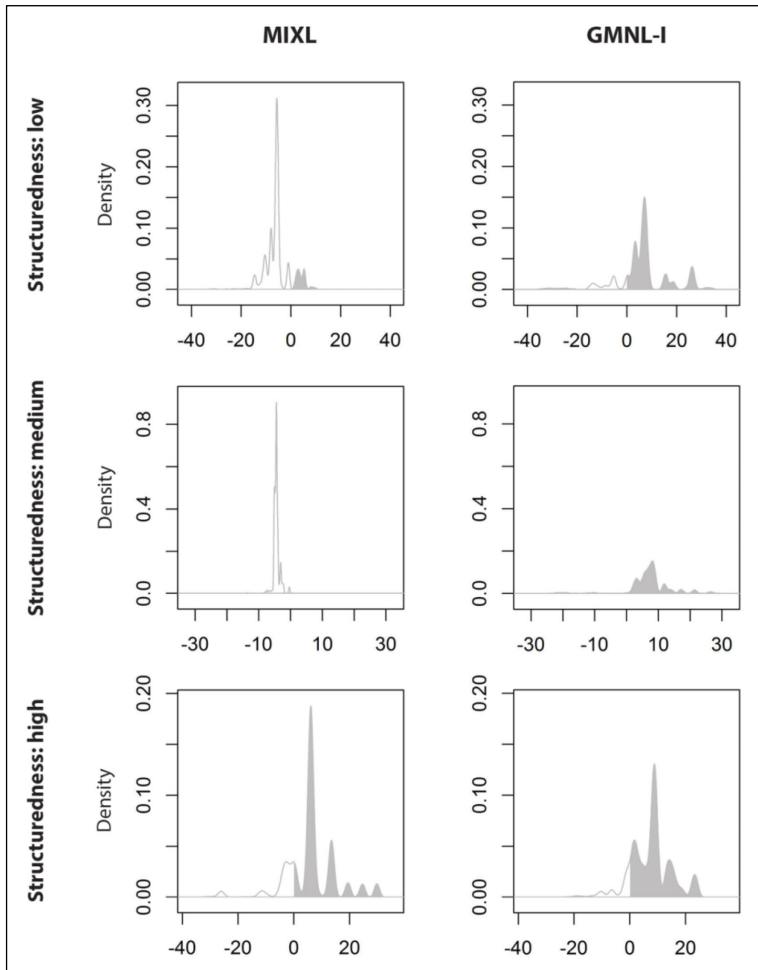 MIXL GMNL-I
Structuredness: low
Density
0.00 0.10 0.20 0.30
-40 -20 0 20 40
0.00 0.10 0.20 0.30
-40 -20 0 20 40
Structuredness: medium
Density
0.0 0.4 0.8
-30 -10 10 30
0.0 0.4 0.8
-30 -10 10 30
Structuredness: high
Density
0.00 0.10 0.20
-40 -20 0 20
0.00 0.10 0.20
-40 -20 0 20